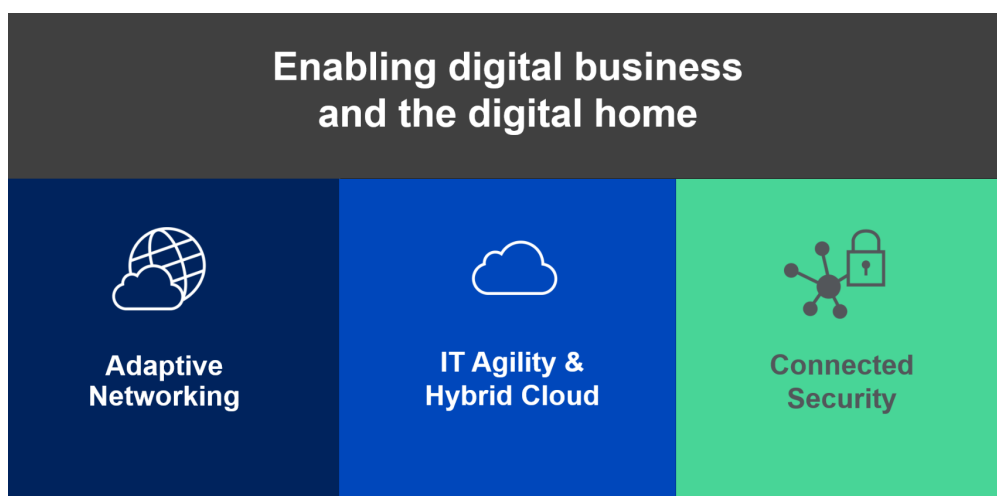 Enabling digital business
and the digital home
Adaptive
Networking
IT Agility &
Hybrid Cloud
Connected
Security